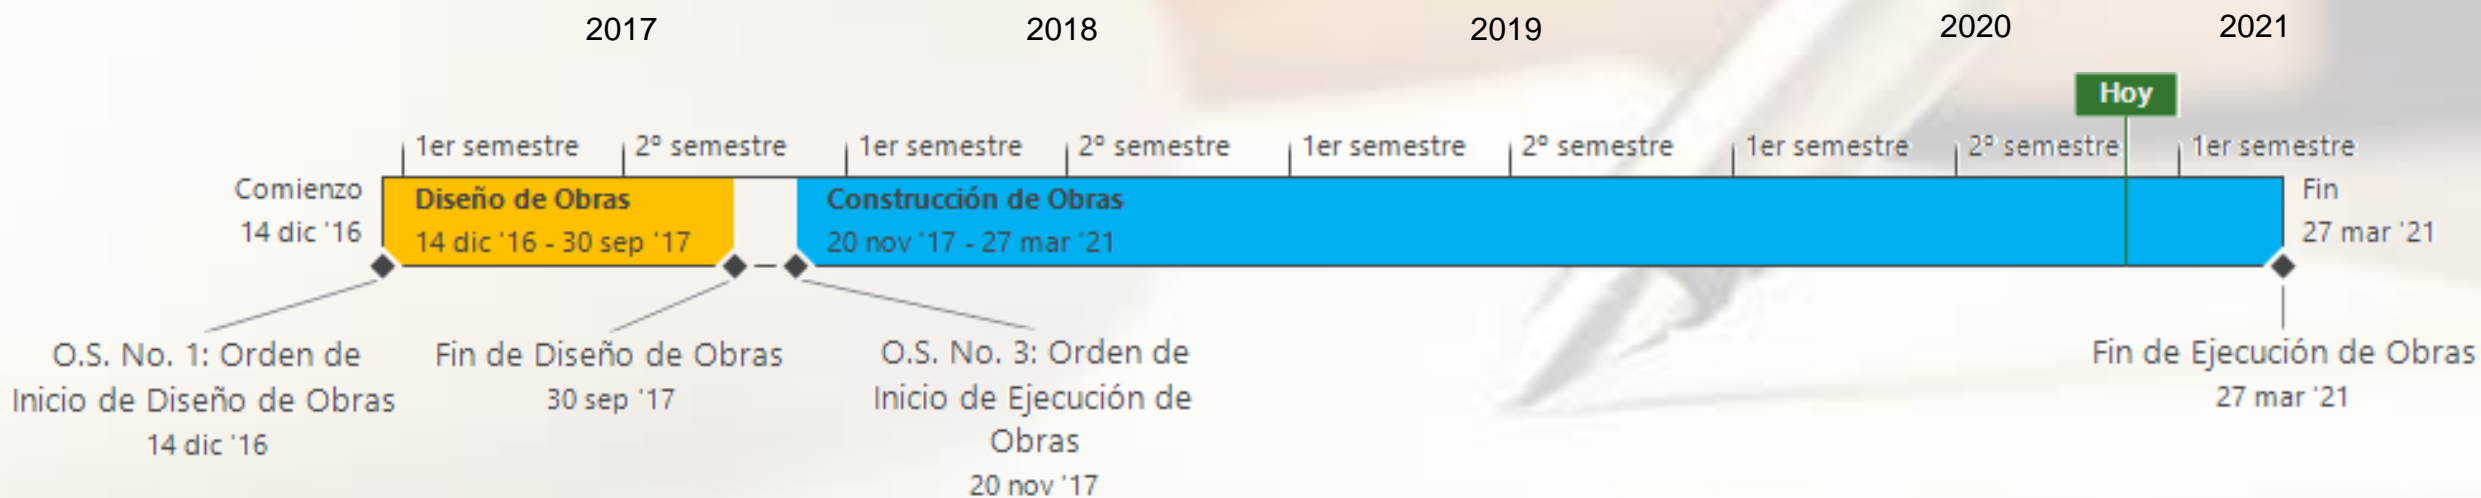 2017
2018
2019
2020
2021
Hoy
1er semestre
2º semestre
1er semestre
2º semestre
1er semestre
2º semestre
1er semestre
2º semestre
1er semestre
Comienzo
14 dic '16
Diseño de Obras
14 dic '16 - 30 sep '17
Construcción de Obras
20 nov '17 - 27 mar '21
Fin
27 mar '21
O.S. No. 1: Orden de
Inicio de Diseño de Obras
14 dic '16
Fin de Diseño de Obras
30 sep '17
O.S. No. 3: Orden de
Inicio de Ejecución de
Obras
20 nov '17
Fin de Ejecución de Obras
27 mar '21